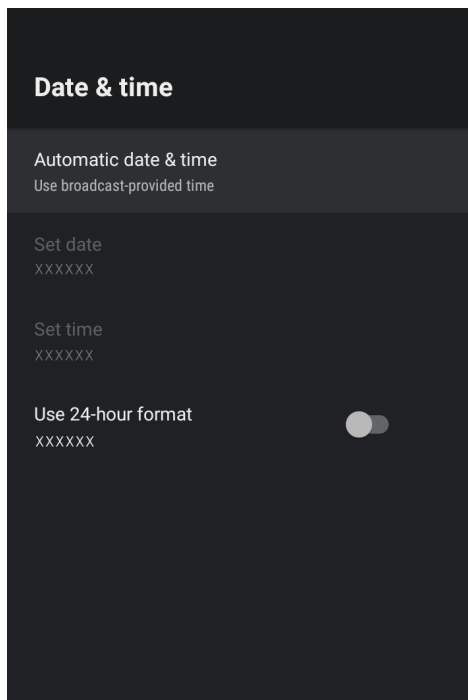 Date & time
Automatic date & time
Use broadcast-provided time
Set date
XXXXXX
Set time
XXXXXX
Use 24-hour format
XXXXXX